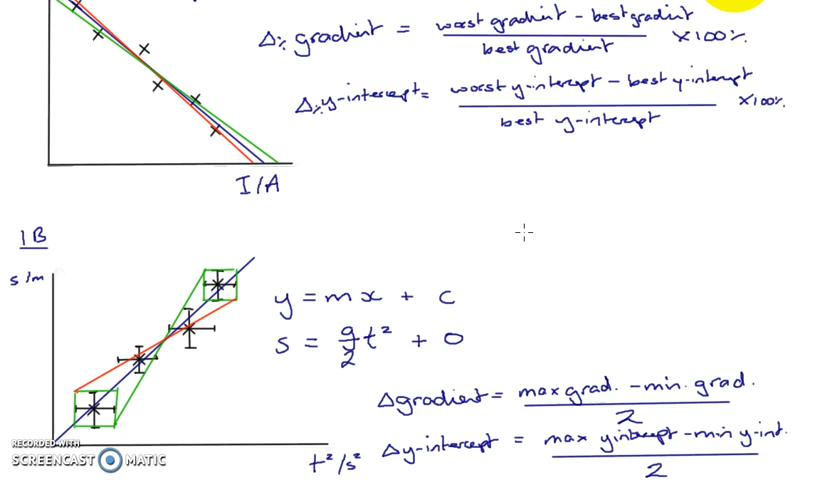 Δ% gradient = worst gradient - best gradient
best gradient
×100%
Δ% y-intercept = worst y-intercept - best y-intercept
best y-intercept
×100%
I/A
IB
s/m
y = mx + c
s = g/2 t² + 0
Δgradient = max grad. - min. grad.
2
Δy-intercept = max y intercept - min y-int.
2
t²/s²
RECORDED WITH
SCREENCAST MATIC